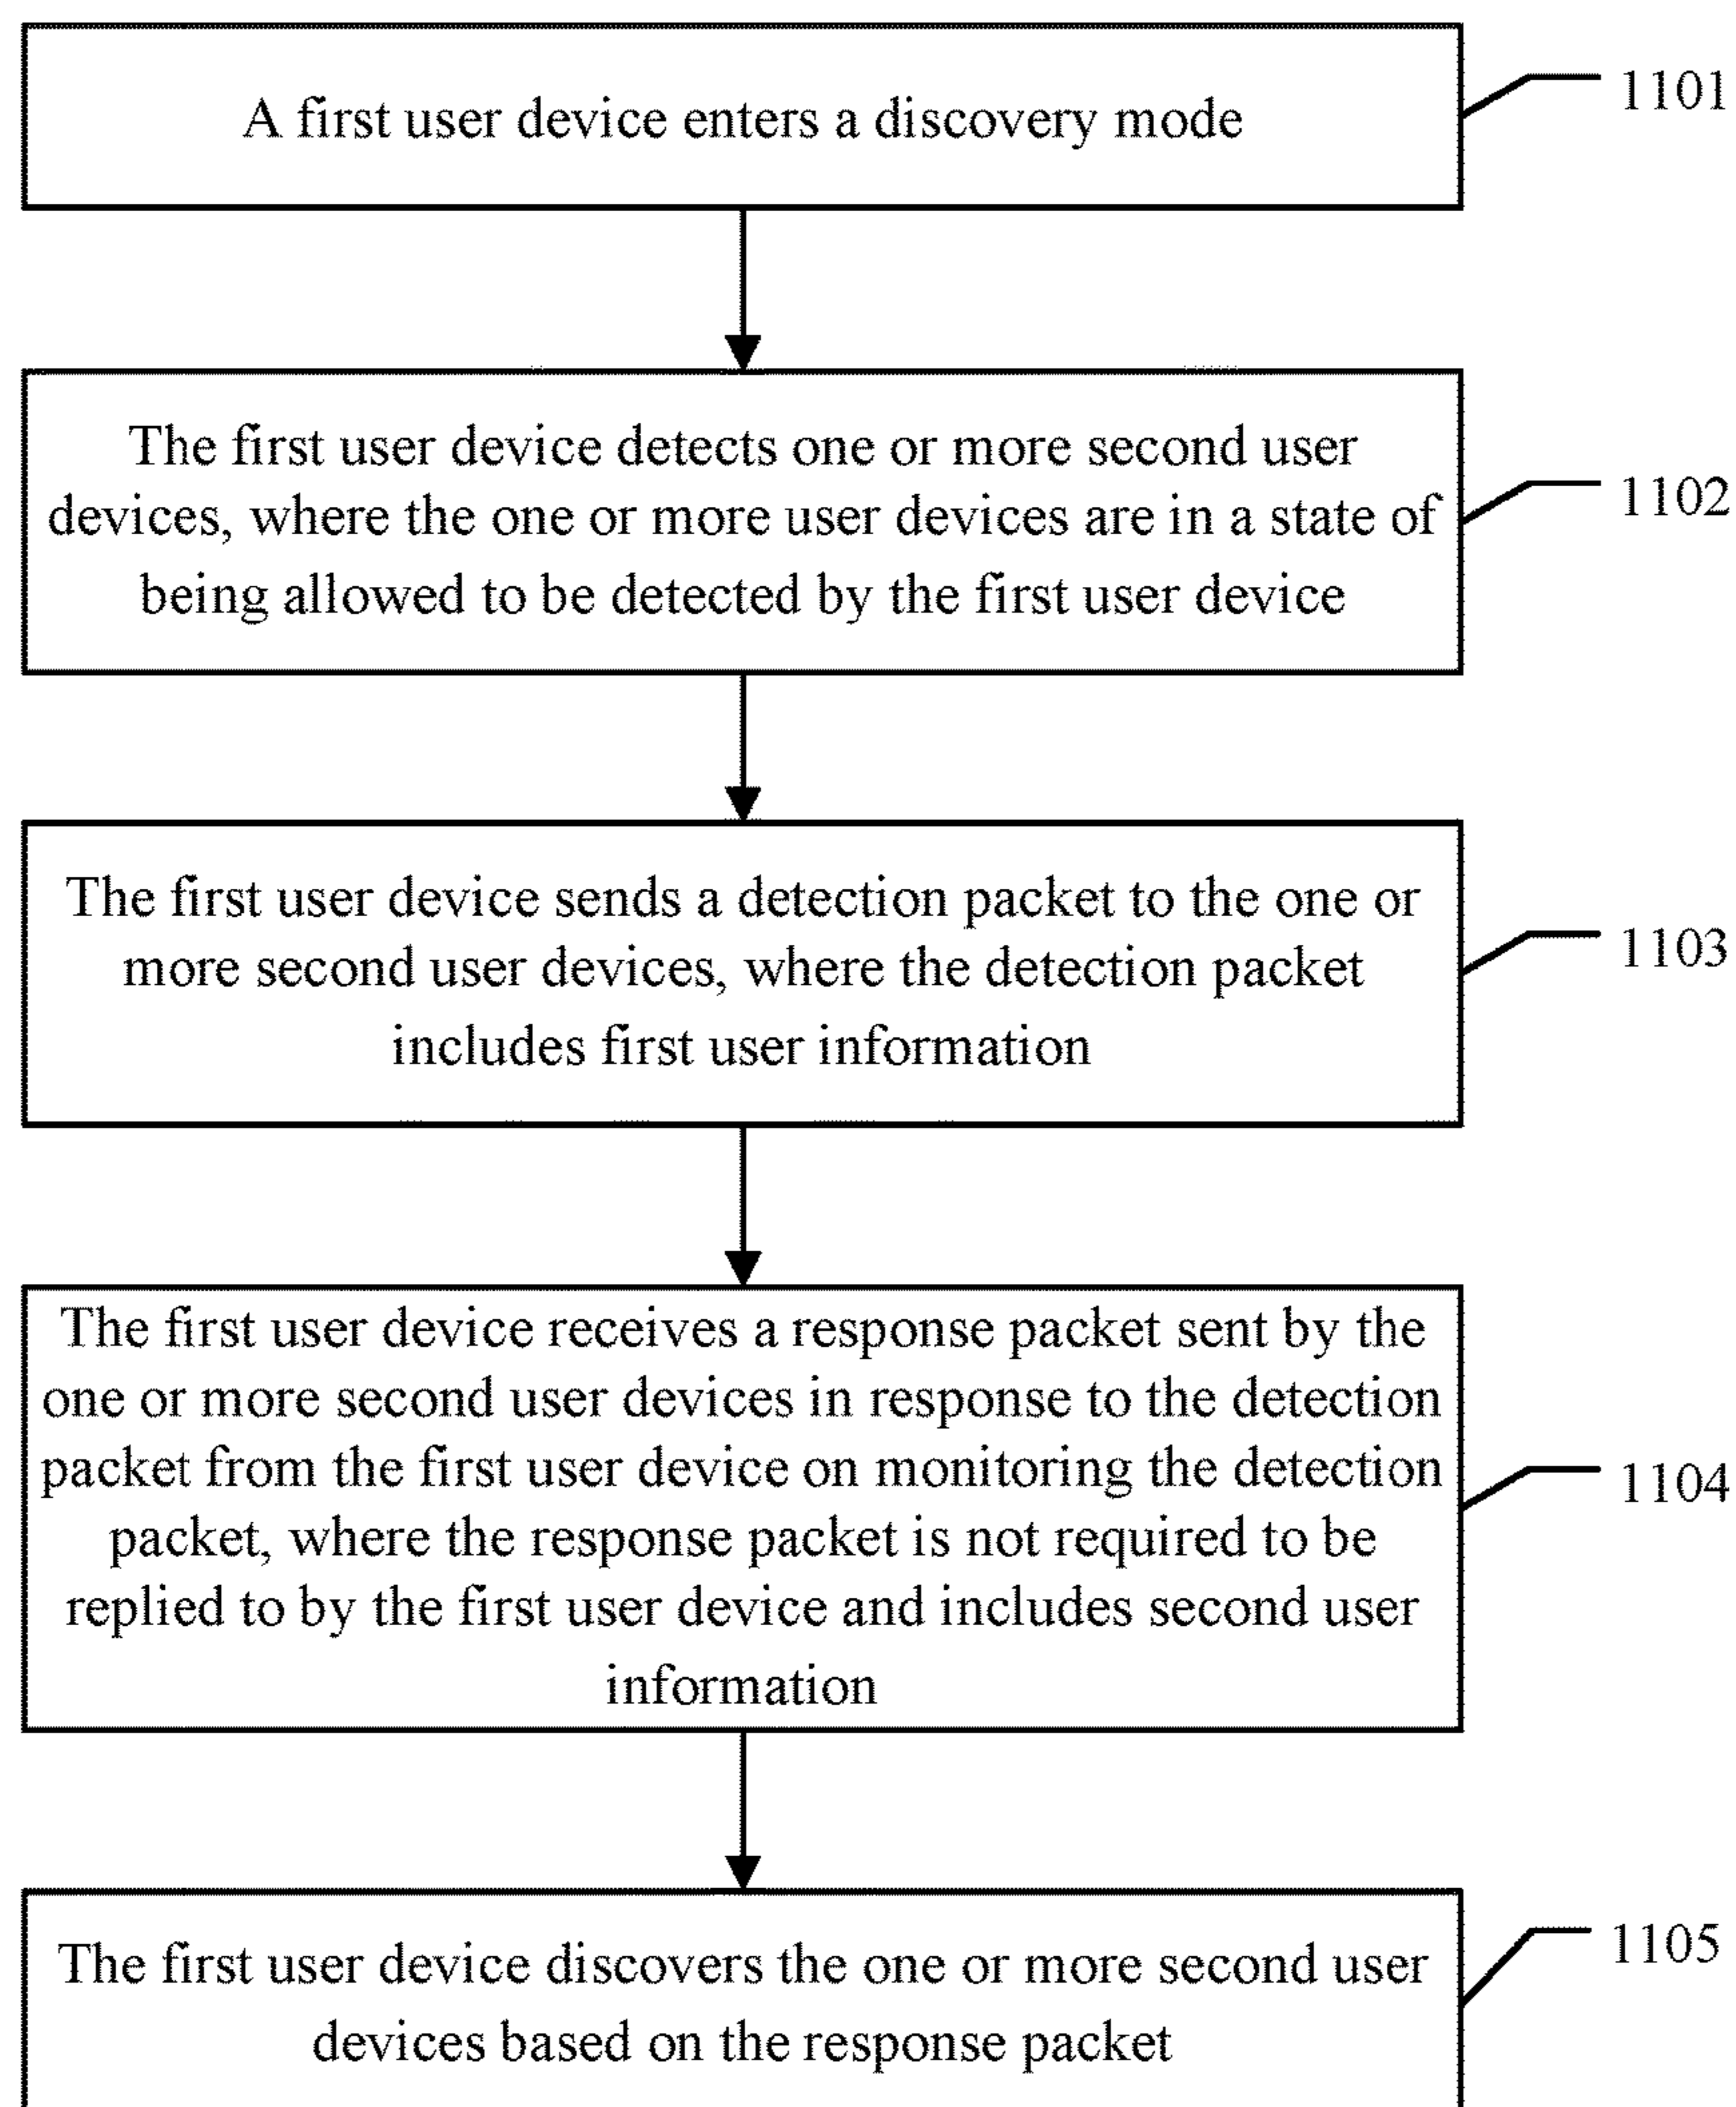 A first user device enters a discovery mode
1101
The first user device detects one or more second user
devices, where the one or more user devices are in a state of
being allowed to be detected by the first user device
1102
The first user device sends a detection packet to the one or
more second user devices, where the detection packet
includes first user information
1103
The first user device receives a response packet sent by the
one or more second user devices in response to the detection
packet from the first user device on monitoring the detection
packet, where the response packet is not required to be
replied to by the first user device and includes second user
information
1104
The first user device discovers the one or more second user
devices based on the response packet
1105